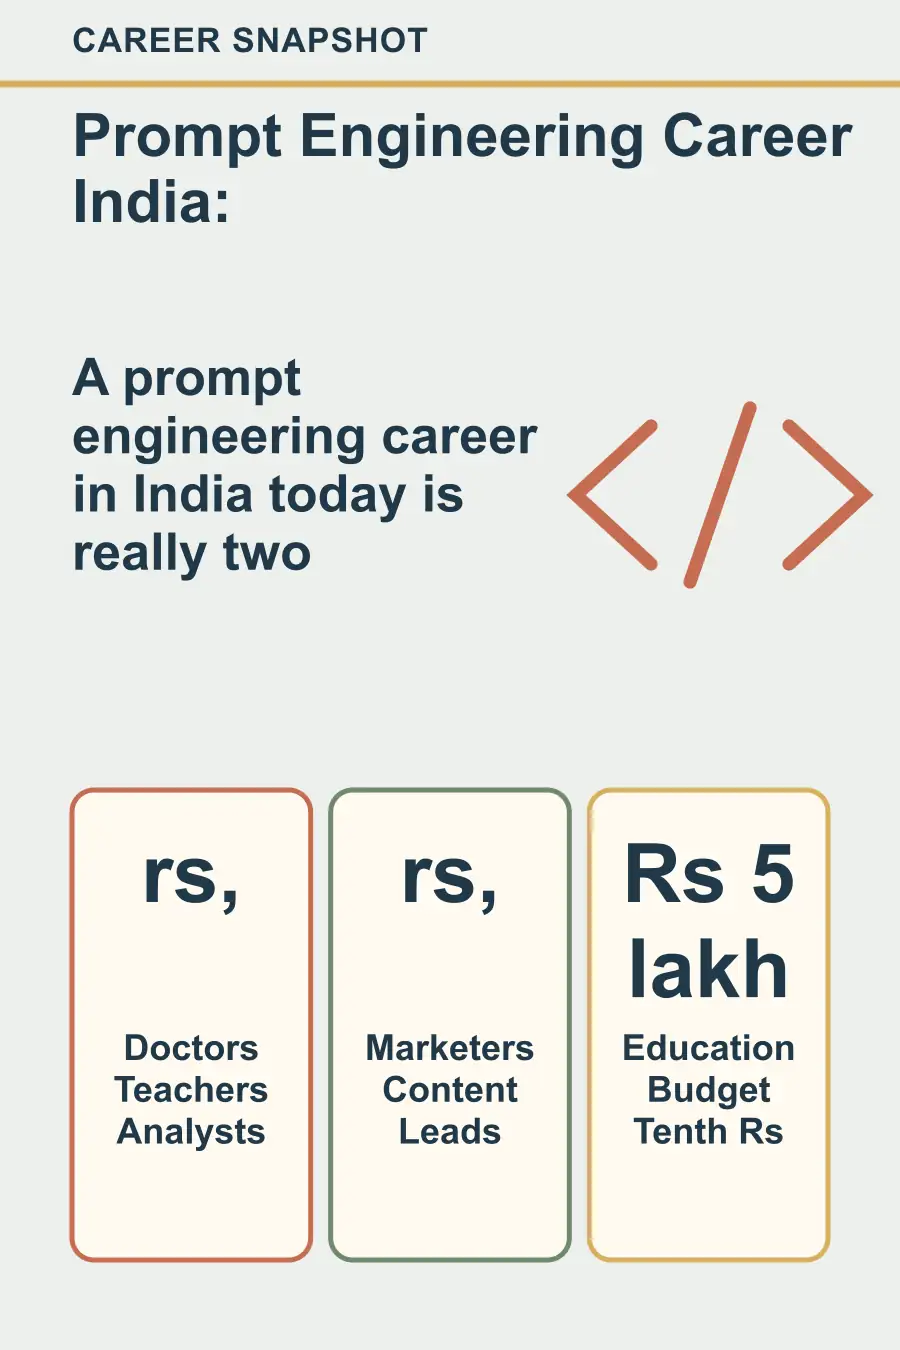 CAREER SNAPSHOT
Prompt Engineering Career
India:
A prompt
engineering career
in India today is
really two
rs,
Doctors
Teachers
Analysts
rs,
Marketers
Content
Leads
Rs 5
lakh
Education
Budget
Tenth Rs